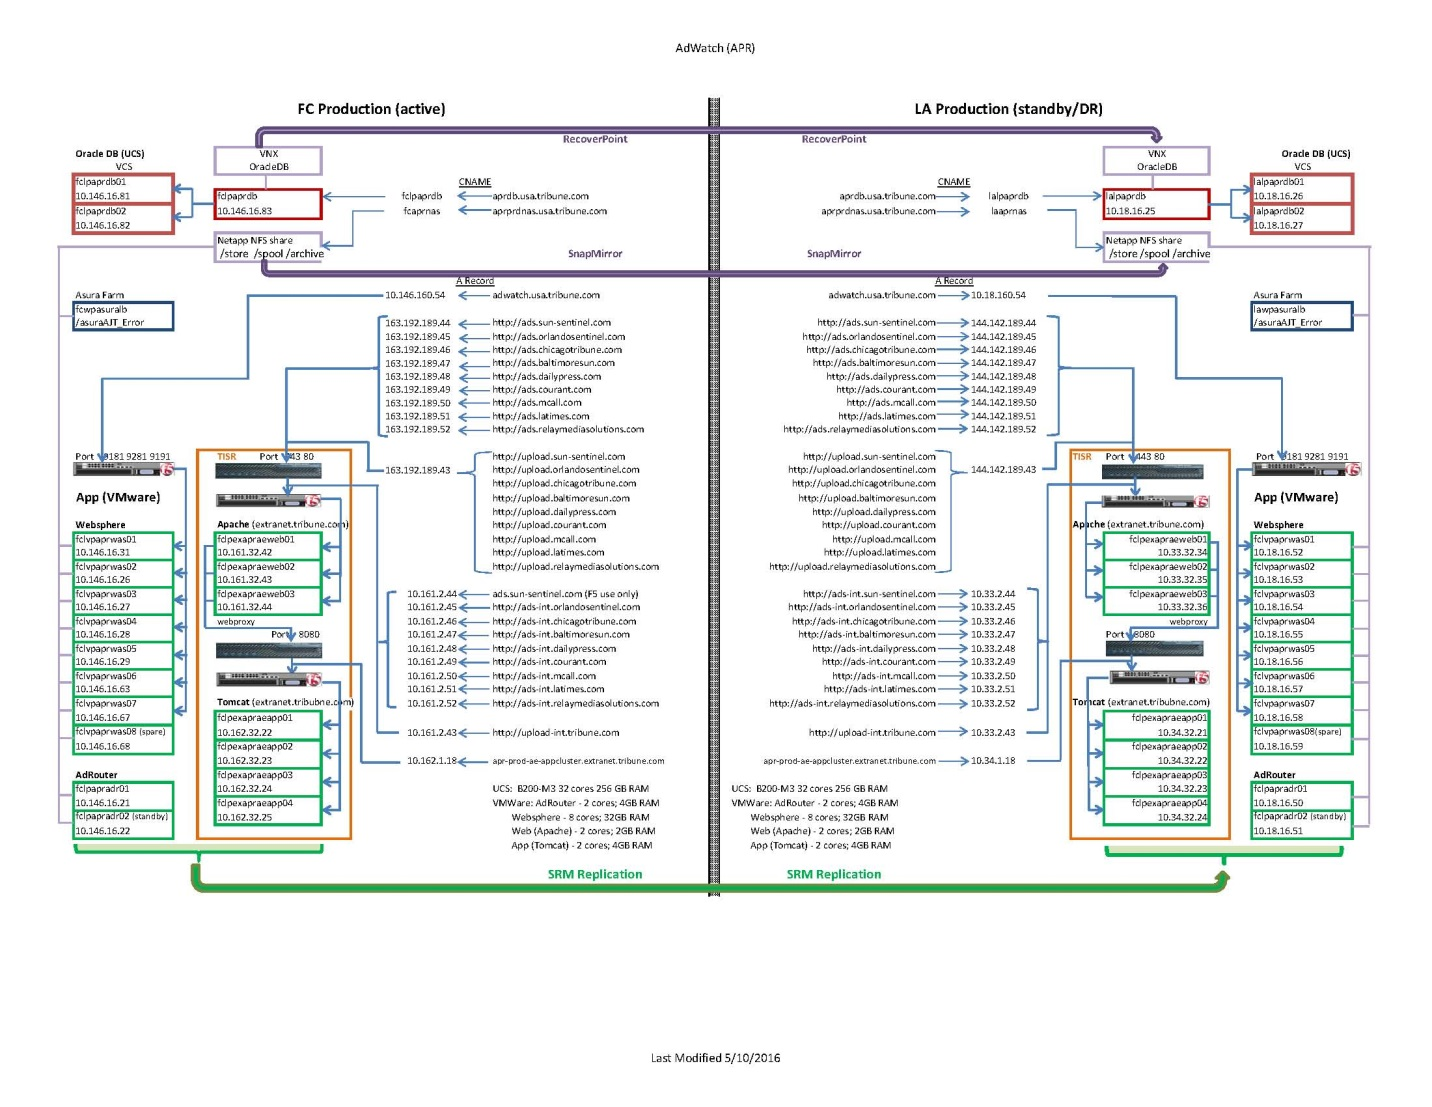 AdWatch (APR)
FC Production (active)
RecoverPoint
Oracle DB (UCS)
VCS
fclpaprdb01
10.146.16.81
fclpaprdb02
10.146.16.82
VNX
OracleDB
fclpaprdb
10.146.16.83
CNAME
fclpaprdb
aprdb.usa.tribune.com
fcaprnas
aprprdnas.usa.tribune.com
Netapp NFS share
/store /spool /archive
SnapMirror
A Record
10.146.160.54
adwatch.usa.tribune.com
Asura Farm
fcwpasuralb
/asuraAJT_Error
163.192.189.44 http://ads.sun-sentinel.com
163.192.189.45 http://ads.orlandosentinel.com
163.192.189.46 http://ads.chicagotribune.com
163.192.189.47 http://ads.baltimoresun.com
163.192.189.48 http://ads.dailypress.com
163.192.189.49 http://ads.courant.com
163.192.189.50 http://ads.mcall.com
163.192.189.51 http://ads.latimes.com
163.192.189.52 http://ads.relaymediasolutions.com
Port 9281 9191
TISR
Port 80
163.192.189.43
http://upload.sun-sentinel.com
http://upload.orlandosentinel.com
http://upload.chicagotribune.com
http://upload.baltimoresun.com
http://upload.dailypress.com
http://upload.courant.com
http://upload.mcall.com
http://upload.latimes.com
http://upload.relaymediasolutions.com
App (VMware)
Websphere
fclvpaprwas01
10.146.16.31
fclvpaprwas02
10.146.16.26
fclvpaprwas03
10.146.16.27
fclvpaprwas04
10.146.16.28
fclvpaprwas05
10.146.16.29
fclvpaprwas06
10.146.16.63
fclvpaprwas07
10.146.16.67
fclvpaprwas08 (spare)
10.146.16.68
AdRouter
fclpapradr01
10.146.16.21
fclpapradr02 (standby)
10.146.16.22
Apache (extranet.tribune.com)
fclpexapraeweb01
10.161.32.42
fclpexapraeweb02
10.161.32.43
fclpexapraeweb03
10.161.32.44
webproxy
Port 8080
Tomcat (extranet.tribubne.com)
fclpexapraeapp01
10.162.32.22
fclpexapraeapp02
10.162.32.23
fclpexapraeapp03
10.162.32.24
fclpexapraeapp04
10.162.32.25
10.161.2.44 ads.sun-sentinel.com (F5 use only)
10.161.2.45 http://ads-int.orlandosentinel.com
10.161.2.46 http://ads-int.chicagotribune.com
10.161.2.47 http://ads-int.baltimoresun.com
10.161.2.48 http://ads-int.dailypress.com
10.161.2.49 http://ads-int.courant.com
10.161.2.50 http://ads-int.mcall.com
10.161.2.51 http://ads-int.latimes.com
10.161.2.52 http://ads-int.relaymediasolutions.com
10.161.2.43 http://upload-int.tribune.com
10.162.1.18 apr-prod-ae-appcluster.extranet.tribune.com
UCS: B200-M3 32 cores 256 GB RAM
VMWare: AdRouter - 2 cores; 4GB RAM
Websphere - 8 cores; 32GB RAM
Web (Apache) - 2 cores; 2GB RAM
App (Tomcat) - 2 cores; 4GB RAM
SRM Replication
LA Production (standby/DR)
RecoverPoint
VNX
OracleDB
Oracle DB (UCS)
VCS
lalpaprdb01
10.18.16.26
lalpaprdb02
10.18.16.27
CNAME
aprdb.usa.tribune.com
lalpaprdb
aprprdnas.usa.tribune.com
laaprnas
lalpaprdb
10.18.16.25
Netapp NFS share
/store /spool /archive
SnapMirror
A Record
adwatch.usa.tribune.com
10.18.160.54
Asura Farm
lawpasuralb
/asuraAJT_Error
http://ads.sun-sentinel.com 144.142.189.44
http://ads.orlandosentinel.com 144.142.189.45
http://ads.chicagotribune.com 144.142.189.46
http://ads.baltimoresun.com 144.142.189.47
http://ads.dailypress.com 144.142.189.48
http://ads.courant.com 144.142.189.49
http://ads.mcall.com 144.142.189.50
http://ads.latimes.com 144.142.189.51
http://ads.relaymediasolutions.com 144.142.189.52
http://upload.sun-sentinel.com
http://upload.orlandosentinel.com
http://upload.chicagotribune.com
http://upload.baltimoresun.com
http://upload.dailypress.com
http://upload.courant.com
http://upload.mcall.com
http://upload.latimes.com
http://upload.relaymediasolutions.com
144.142.189.43
TISR
Port 443 80
Port 9281 9191
http://ads-int.sun-sentinel.com 10.33.2.44
http://ads-int.orlandosentinel.com 10.33.2.45
http://ads-int.chicagotribune.com 10.33.2.46
http://ads-int.baltimoresun.com 10.33.2.47
http://ads-int.dailypress.com 10.33.2.48
http://ads-int.courant.com 10.33.2.49
http://ads-int.mcall.com 10.33.2.50
http://ads-int.latimes.com 10.33.2.51
http://ads-int.relaymediasolutions.com 10.33.2.52
http://upload-int.tribune.com 10.33.2.43
apr-prod-ae-appcluster.extranet.tribune.com 10.34.1.18
UCS: B200-M3 32 cores 256 GB RAM
VMWare: AdRouter - 2 cores; 4GB RAM
Websphere - 8 cores; 32GB RAM
Web (Apache) - 2 cores; 2GB RAM
App (Tomcat) - 2 cores; 4GB RAM
SRM Replication
Apache (extranet.tribune.com)
fclpexapraeweb01
10.33.32.34
fclpexapraeweb02
10.33.32.35
fclpexapraeweb03
10.33.32.36
webproxy
Port 8080
Tomcat (extranet.tribubne.com)
fclpexapraeapp01
10.34.32.21
fclpexapraeapp02
10.34.32.22
fclpexapraeapp03
10.34.32.23
fclpexapraeapp04
10.34.32.24
App (VMware)
Websphere
fclvpaprwas01
10.18.16.52
fclvpaprwas02
10.18.16.53
fclvpaprwas03
10.18.16.54
fclvpaprwas04
10.18.16.55
fclvpaprwas05
10.18.16.56
fclvpaprwas06
10.18.16.57
fclvpaprwas07
10.18.16.58
fclvpaprwas08(spare)
10.18.16.59
AdRouter
fclpapradr01
10.18.16.50
fclpapradr02 (standby)
10.18.16.51
Last Modified 5/10/2016